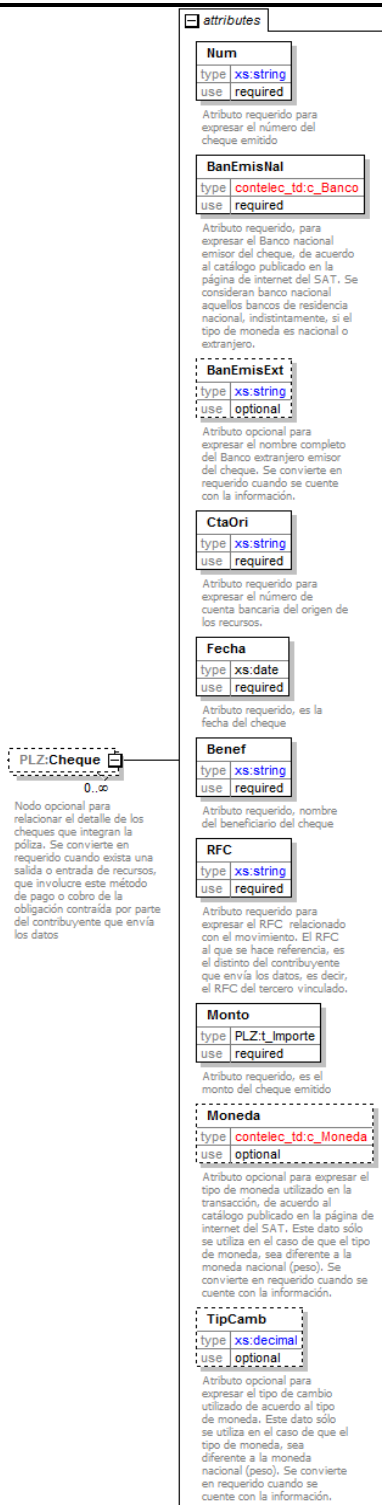 attributes
Num
type xs:string
use required
Atributo requerido para
expresar el número del
cheque emitido
BanEmisNal
type contelec_td:c_Banco
use required
Atributo requerido, para
expresar el Banco nacional
emisor del cheque, de acuerdo
al catálogo publicado en la
página de internet del SAT. Se
consideran banco nacional
aquellos bancos de residencia
nacional, indistintamente, si el
tipo de moneda es nacional o
extranjero.
BanEmisExt
type xs:string
use optional
Atributo opcional para
expresar el nombre completo
del Banco extranjero emisor
del cheque. Se convierte en
requerido cuando se cuente
con la información.
CtaOri
type xs:string
use required
Atributo requerido para
expresar el número de
cuenta bancaria del origen de
los recursos.
Fecha
type xs:date
use required
Atributo requerido, es la
fecha del cheque
PLZ:Cheque
0..∞
Nodo opcional para
relacionar el detalle de los
cheques que integran la
póliza. Se convierte en
requerido cuando exista una
salida o entrada de recursos,
que involucre este método
de pago o cobro de la
obligación contraída por parte
del contribuyente que envía
los datos
Benef
type xs:string
use required
Atributo requerido, nombre
del beneficiario del cheque
RFC
type xs:string
use required
Atributo requerido para
expresar el RFC relacionado
con el movimiento. El RFC
al que se hace referencia, es
el distinto del contribuyente
que envía los datos, es decir,
el RFC del tercero vinculado.
Monto
type PLZ:t_Importe
use required
Atributo requerido, es el
monto del cheque emitido
Moneda
type contelec_td:c_Moneda
use optional
Atributo opcional para expresar el
tipo de moneda utilizado en la
transacción, de acuerdo al
catálogo publicado en la página de
internet del SAT. Este dato sólo
se utiliza en el caso de que el tipo
de moneda, sea diferente a la
moneda nacional (peso). Se
convierte en requerido cuando se
cuente con la información.
TipCamb
type xs:decimal
use optional
Atributo opcional para
expresar el tipo de cambio
utilizado de acuerdo al tipo
de moneda. Este dato sólo
se utiliza en el caso de que el
tipo de moneda, sea
diferente a la moneda
nacional (peso). Se convierte
en requerido cuando se
cuente con la información.